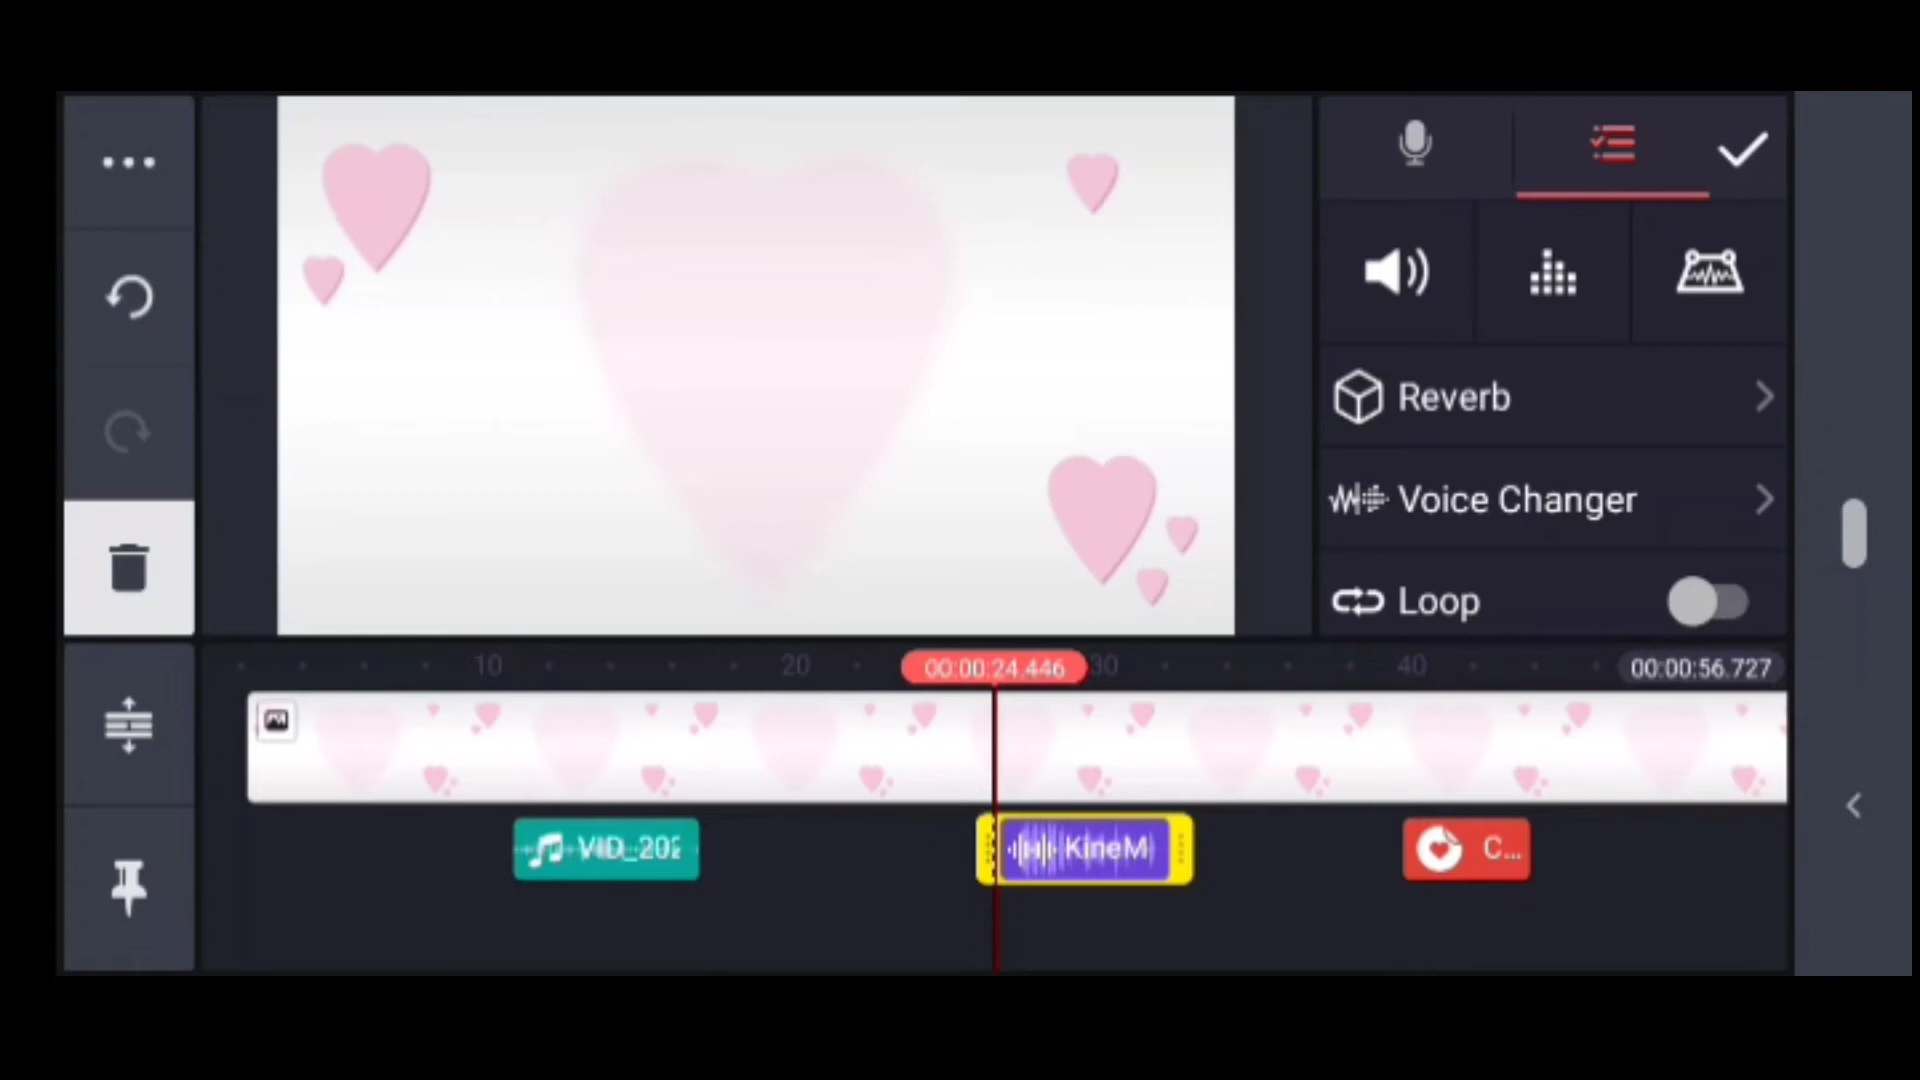 Reverb
Voice Changer
Loop
10
20
00:00:24.446
30
40
00:00:56.727
VID_202
KineM
C...